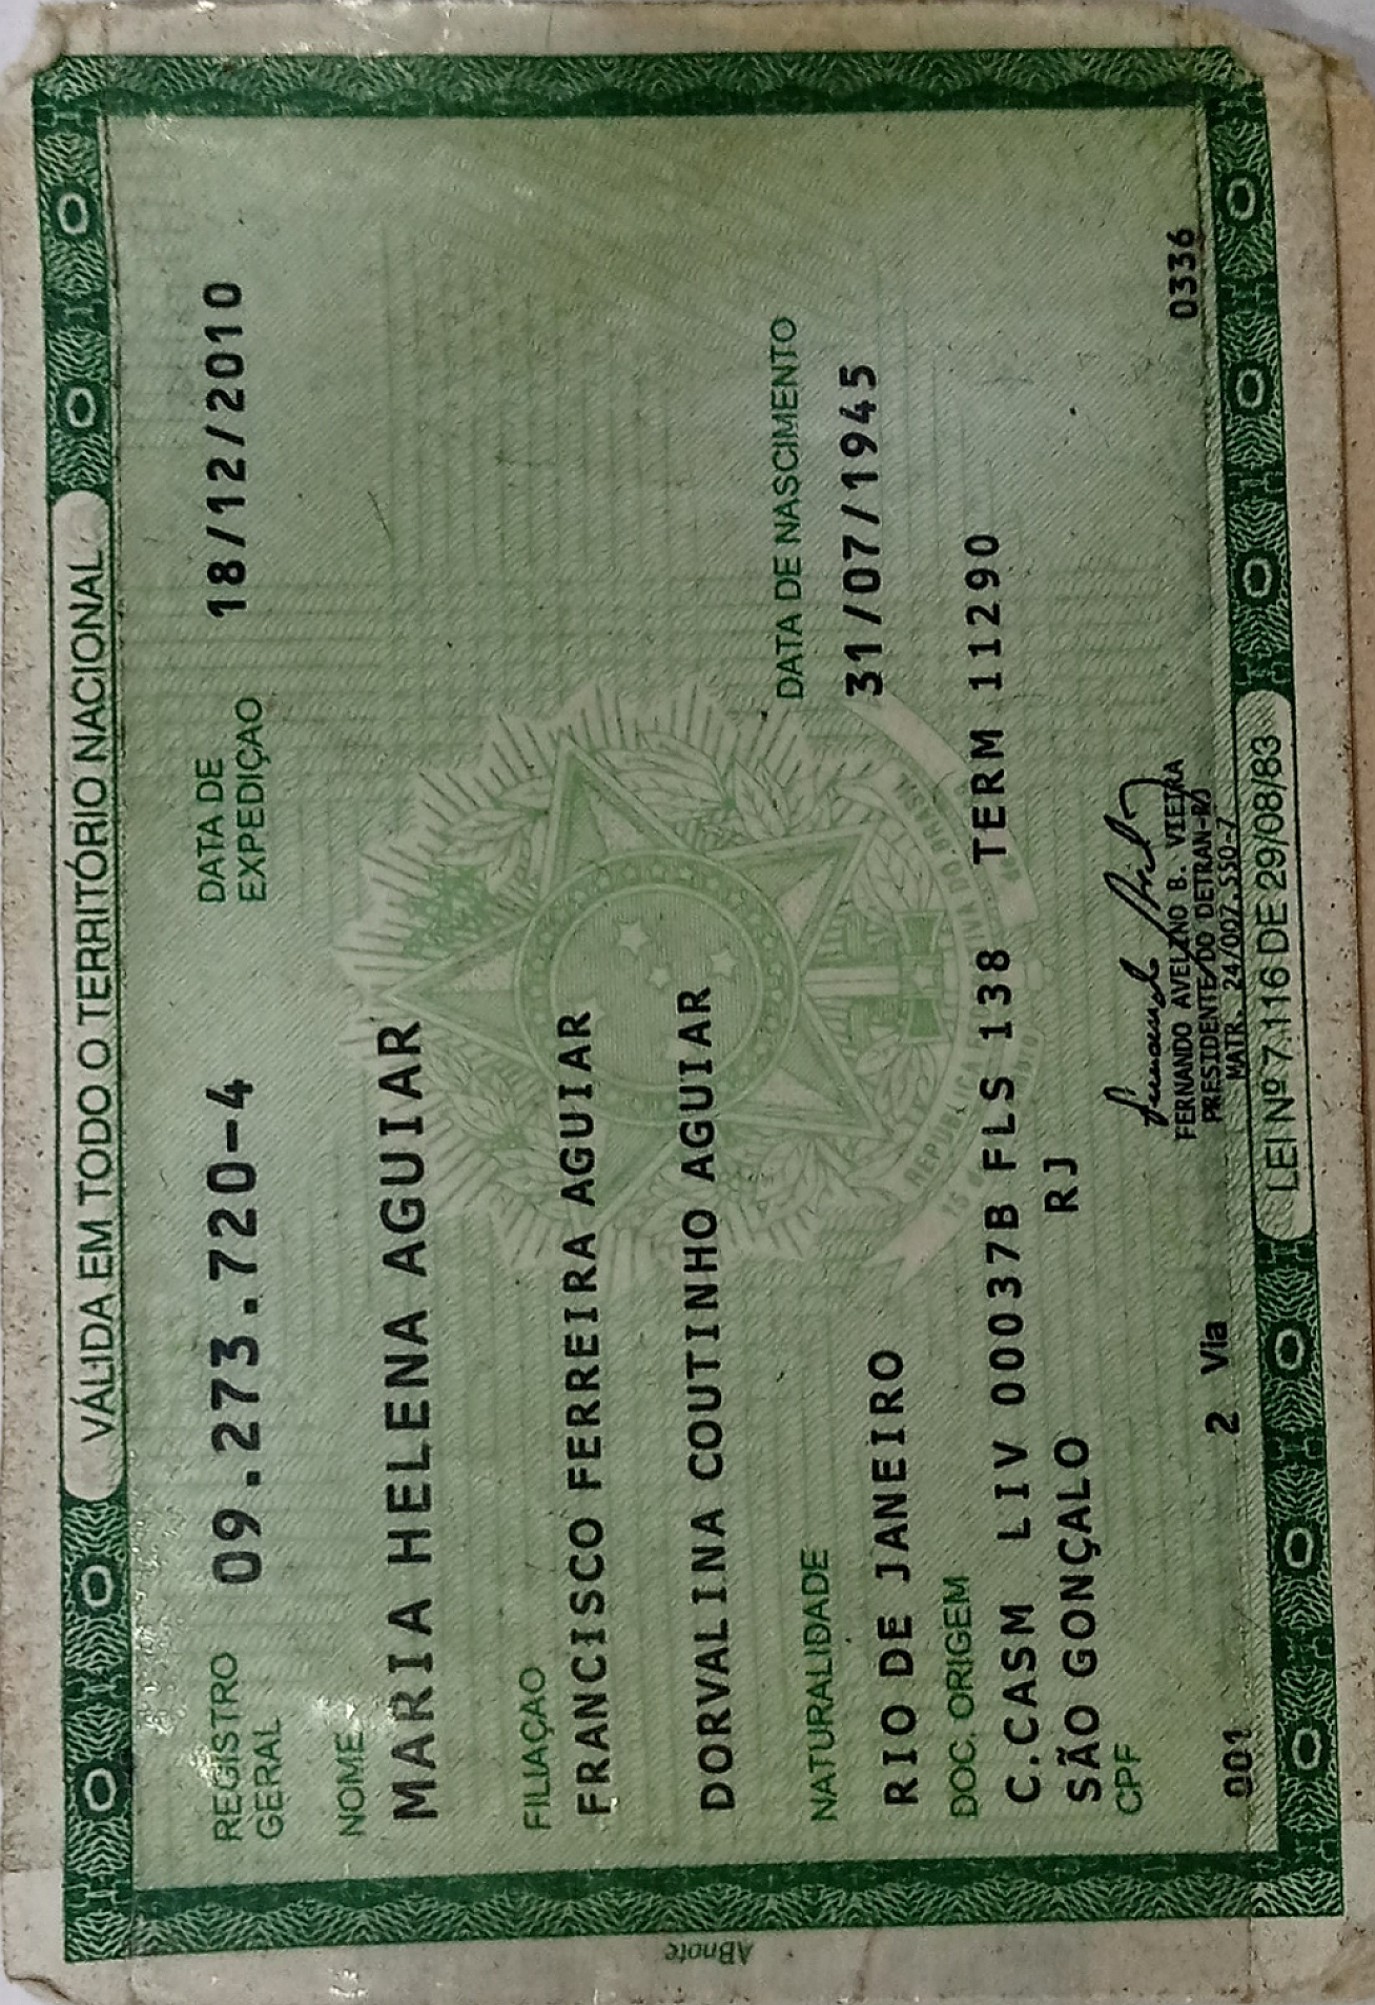 VÁLIDA EM TODO O TERRITÓRIO NACIONAL
REGISTRO GERAL 09.273.720-4 DATA DE EXPEDIÇÃO 18/12/2010
NOME
MARIA HELENA AGUIAR
FILIAÇÃO
FRANCISCO FERREIRA AGUIAR
DORVALINA COUTINHO AGUIAR
NATURALIDADE DATA DE NASCIMENTO
RIO DE JANEIRO 31/07/1945
DOC. ORIGEM
C.CASM LIV 00037B FLS 138 TERM 11290
SÃO GONÇALO RJ
CPF
001 2 Via 0336
FERNANDO AVELINO B. VIEIRA
PRESIDENTE DO DETRAN-RJ
MATR. 24/007.550-7
LEI Nº 7.116 DE 29/08/83
ABnote